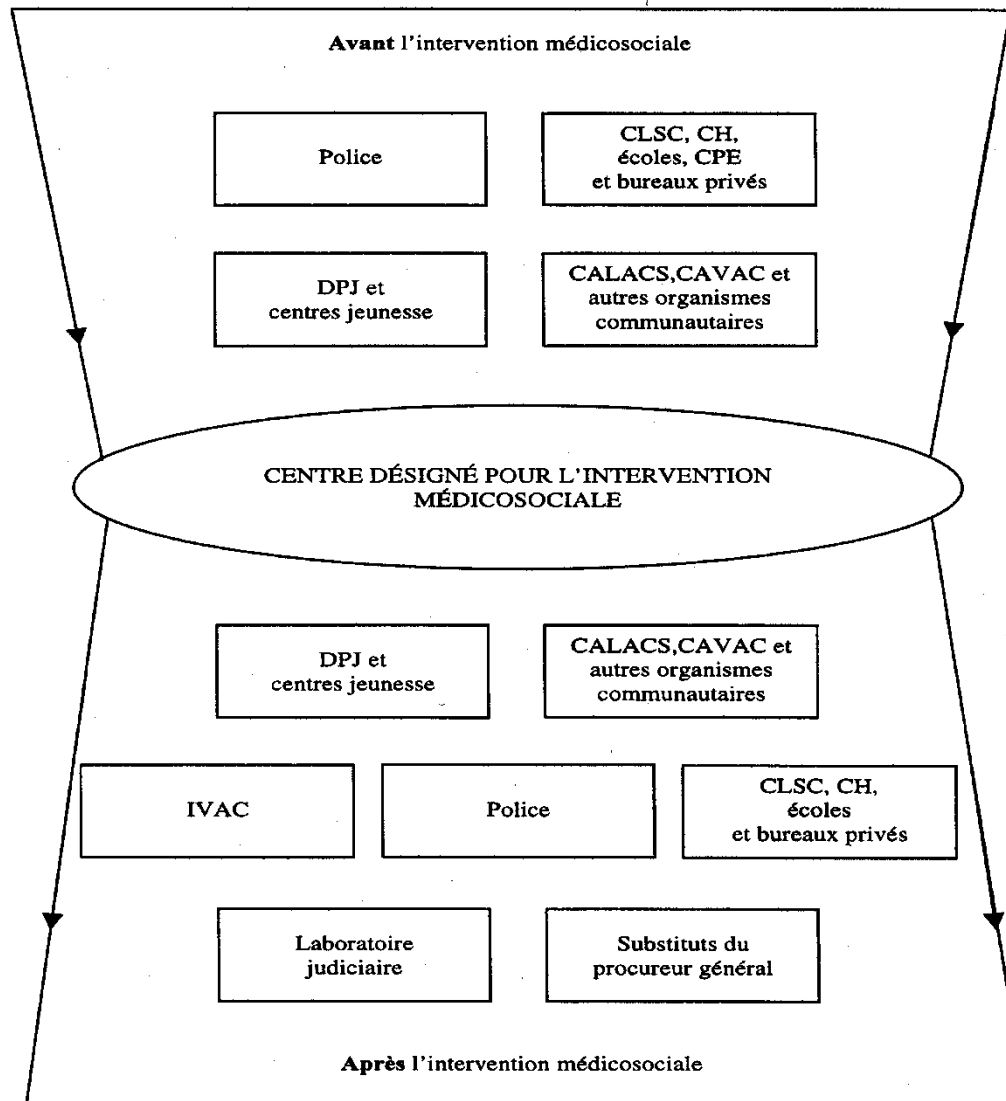 Avant l'intervention médicosociale
Police
CLSC, CH,
écoles, CPE
et bureaux privés
DPJ et
centres jeunesse
CALACS,CAVAC et
autres organismes
communautaires
CENTRE DÉSIGNÉ POUR L'INTERVENTION
MÉDICOSOCIALE
DPJ et
centres jeunesse
CALACS,CAVAC et
autres organismes
communautaires
IVAC
Police
CLSC, CH,
écoles
et bureaux privés
Laboratoire
judiciaire
Substituts du
procureur général
Après l'intervention médicosociale